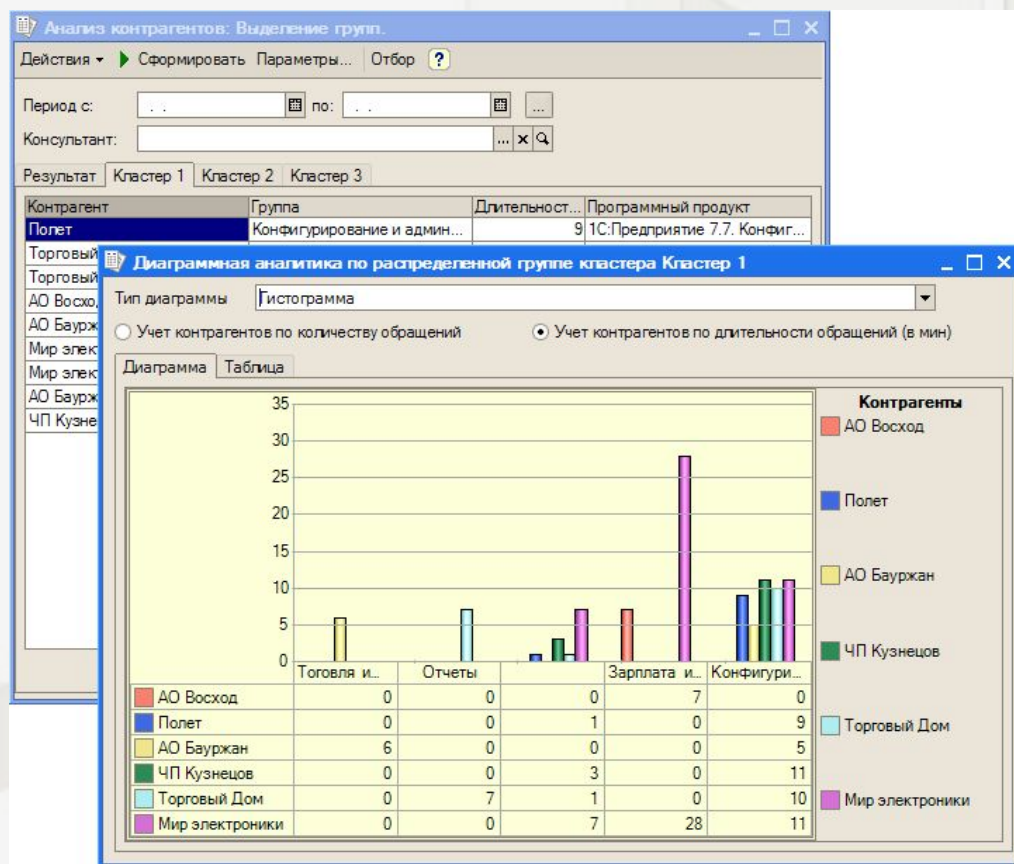 Анализ контрагентов: Выделение групп.
Действия Сформировать Параметры... Отбор ?
Период с: . . по: . . ...
Консультант: ... x
Результат Кластер 1 Кластер 2 Кластер 3
Контрагент Группа Длительност... Программный продукт
Полет Конфигурирование и админ... 9 1С:Предприятие 7.7. Конфиг...
Торговый
Торговый
АО Восхо
АО Баурж
Мир элек
Мир элек
АО Баурж
ЧП Кузне
Диаграммная аналитика по распределенной группе кластера Кластер 1
Тип диаграммы Гистограмма
Учет контрагентов по количеству обращений Учет контрагентов по длительности обращений (в мин)
Диаграмма Таблица
35
30
25
20
15
10
5
0
Тоговля и... Отчеты Зарплата и... Конфигури...
АО Восход 0 0 0 7 0
Полет 0 0 1 0 9
АО Бауржан 6 0 0 0 5
ЧП Кузнецов 0 0 3 0 11
Торговый Дом 0 7 1 0 10
Мир электроники 0 0 7 28 11
Контрагенты
АО Восход
Полет
АО Бауржан
ЧП Кузнецов
Торговый Дом
Мир электроники